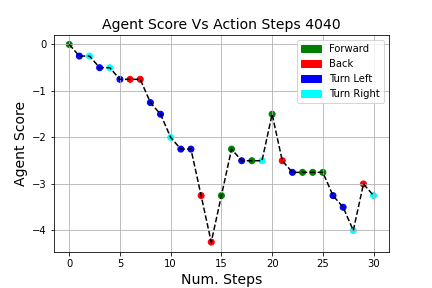 Agent Score Vs Action Steps 4040
Forward
Back
Turn Left
Turn Right
0
−1
−2
−3
−4
Agent Score
0 5 10 15 20 25 30
Num. Steps